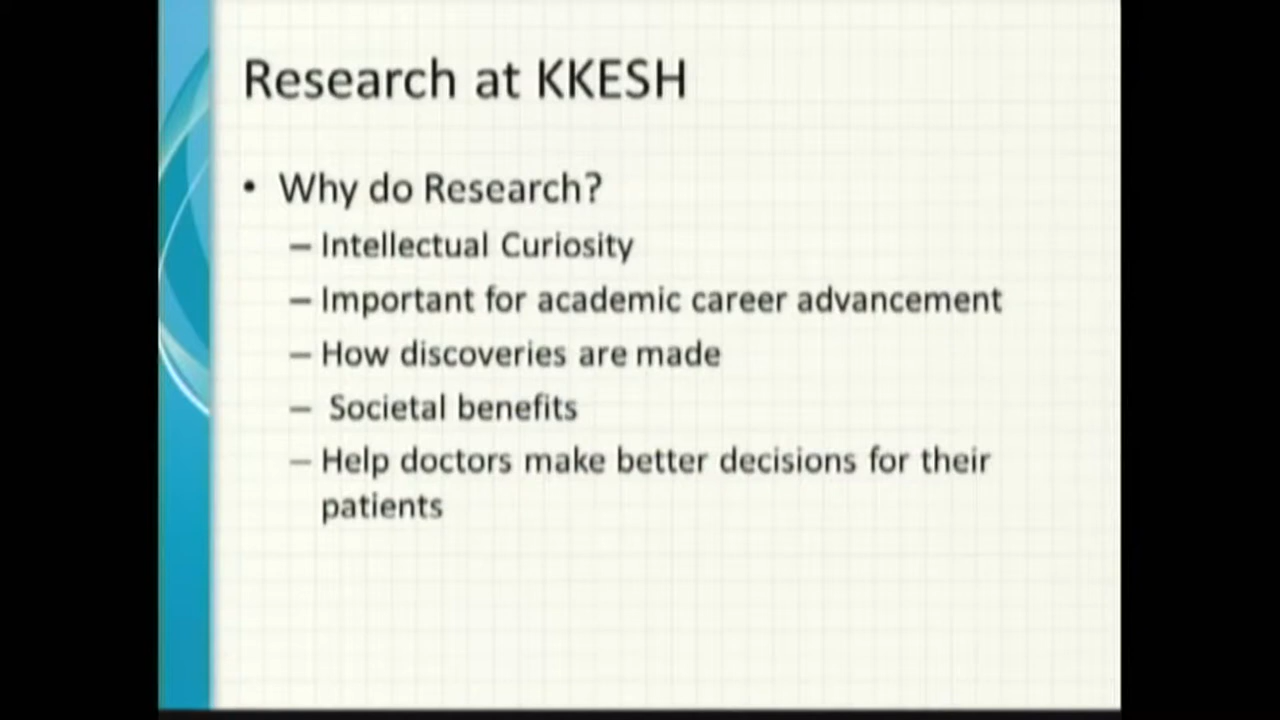 Research at KKESH
• Why do Research?
– Intellectual Curiosity
– Important for academic career advancement
– How discoveries are made
– Societal benefits
– Help doctors make better decisions for their
patients